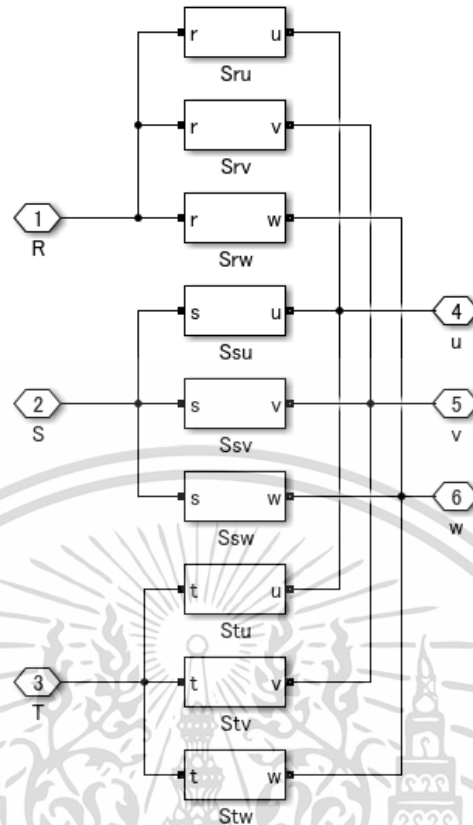 r u
Sru
r v
Srv
1 r w
R Srw
s u 4
Ssu u
2 s v 5
S Ssv v
s w 6
Ssw w
t u
Stu
3 t v
T Stv
t w
Stw